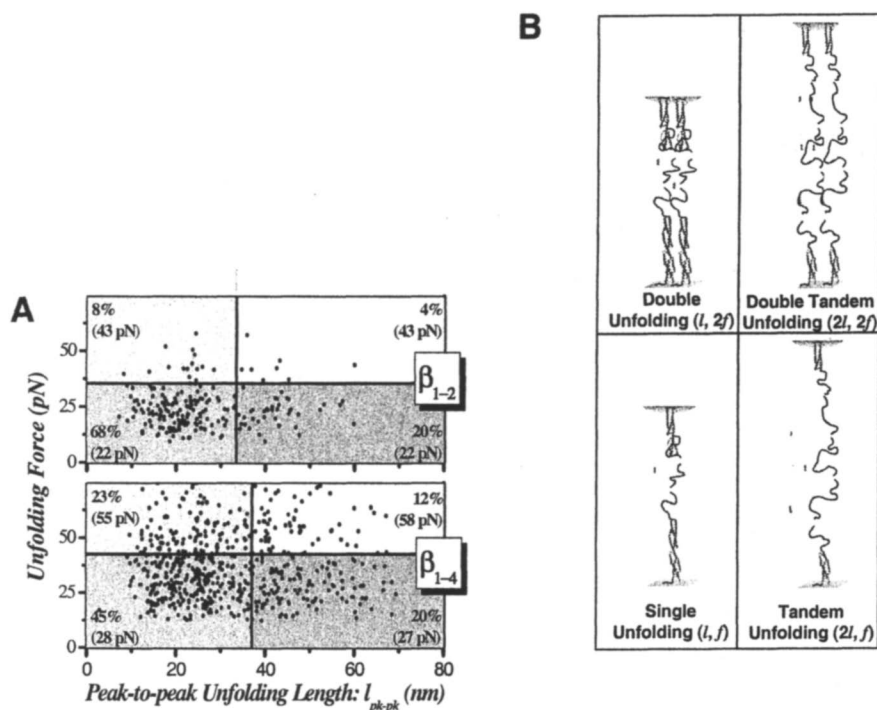 A
8%
(43 pN)
4%
(43 pN)
β1–2
68%
(22 pN)
20%
(22 pN)
50
25
0
23%
(55 pN)
12%
(58 pN)
β1–4
45%
(28 pN)
20%
(27 pN)
50
25
0
0 20 40 60 80
Unfolding Force (pN)
Peak-to-peak Unfolding Length: l pk-pk (nm)
B
Double
Unfolding (l, 2f)
Double Tandem
Unfolding (2l, 2f)
Single
Unfolding (l, f)
Tandem
Unfolding (2l, f)